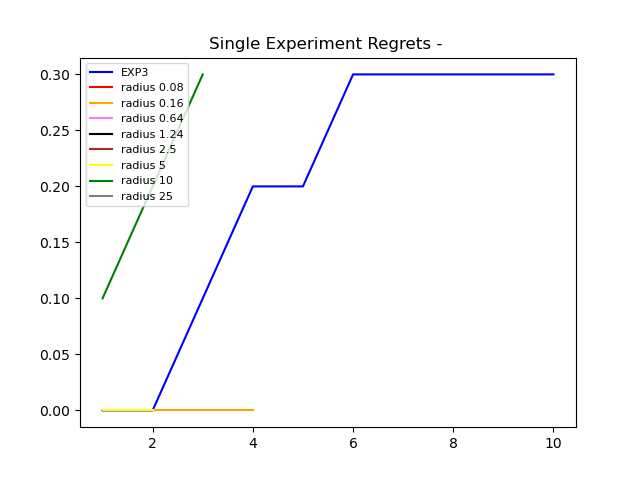 Single Experiment Regrets -
EXP3
radius 0.08
radius 0.16
radius 0.64
radius 1.24
radius 2.5
radius 5
radius 10
radius 25
0.30
0.25
0.20
0.15
0.10
0.05
0.00
2 4 6 8 10